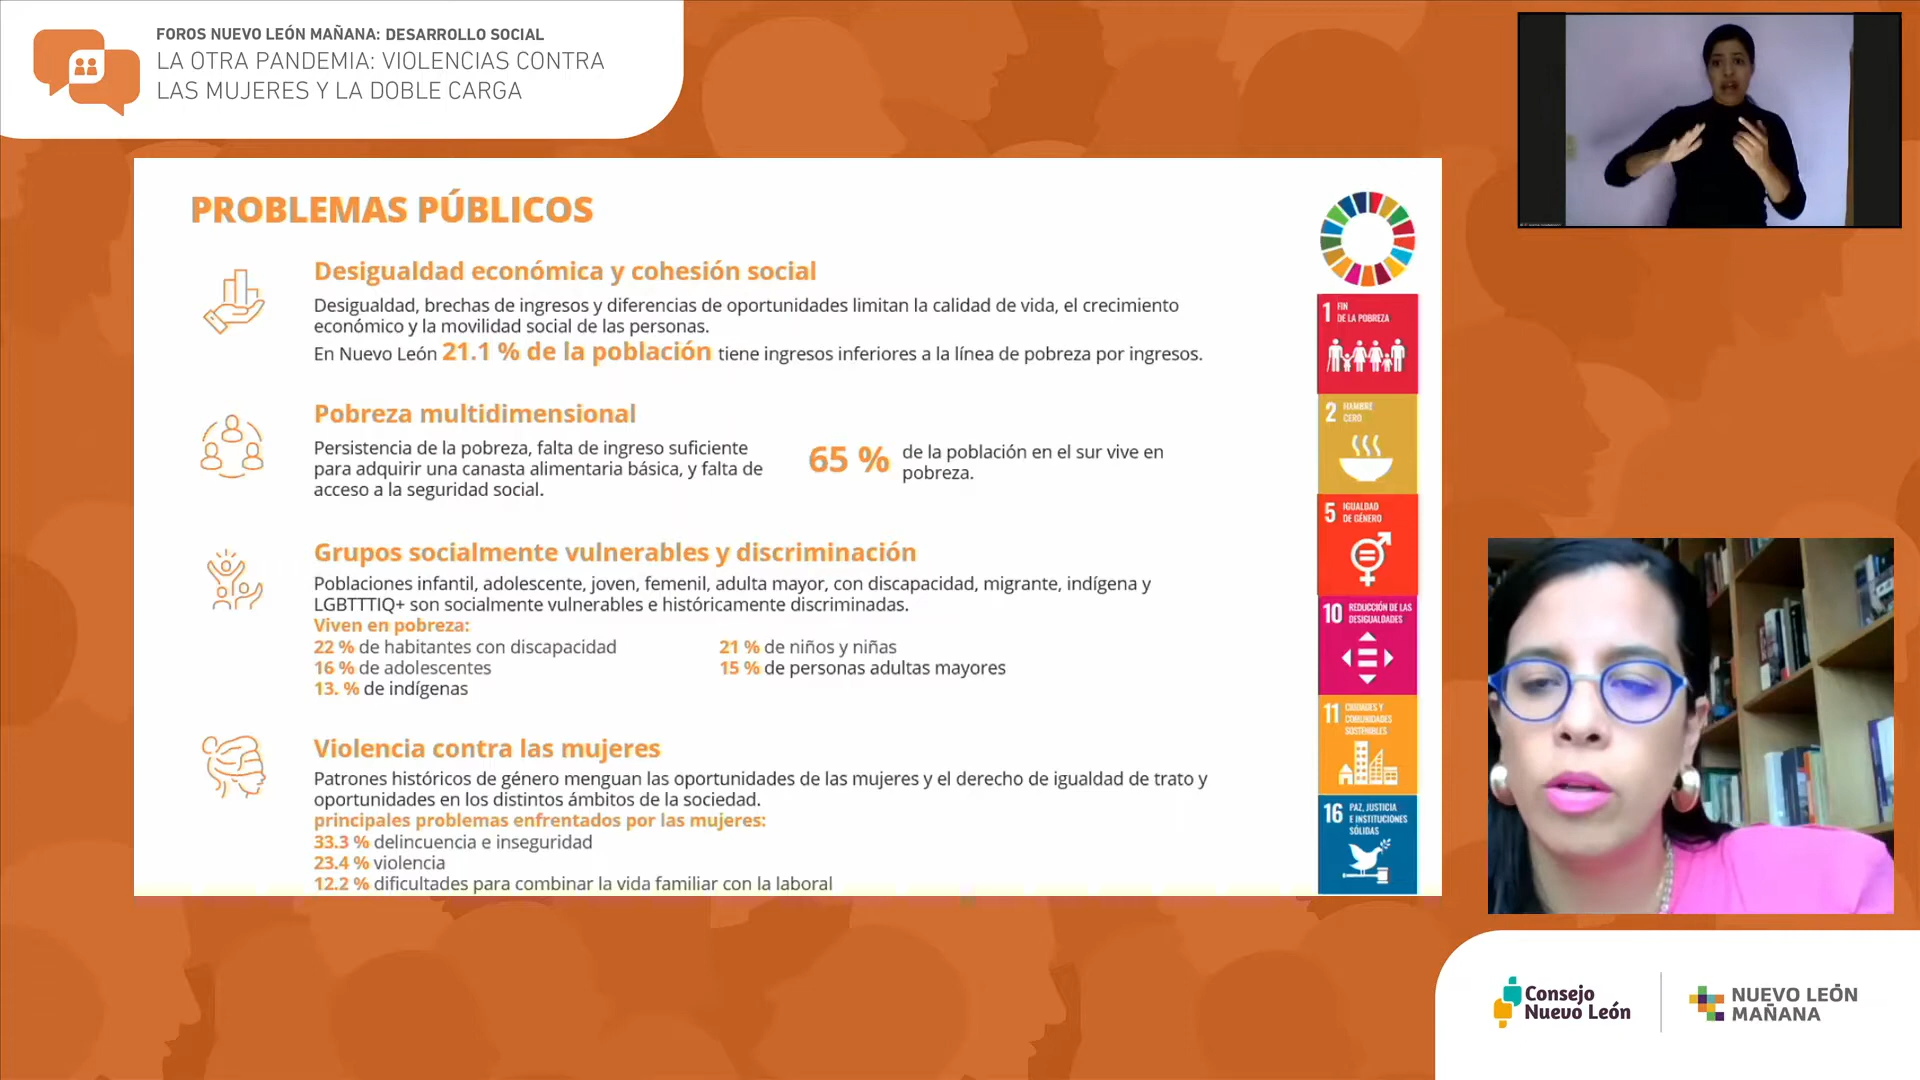 FOROS NUEVO LEÓN MAÑANA: DESARROLLO SOCIAL
LA OTRA PANDEMIA: VIOLENCIAS CONTRA
LAS MUJERES Y LA DOBLE CARGA
PROBLEMAS PÚBLICOS
Desigualdad económica y cohesión social
Desigualdad, brechas de ingresos y diferencias de oportunidades limitan la calidad de vida, el crecimiento
económico y la movilidad social de las personas.
En Nuevo León 21.1 % de la población tiene ingresos inferiores a la línea de pobreza por ingresos.
Pobreza multidimensional
Persistencia de la pobreza, falta de ingreso suficiente
para adquirir una canasta alimentaria básica, y falta de
acceso a la seguridad social.
65 % de la población en el sur vive en
pobreza.
Grupos socialmente vulnerables y discriminación
Poblaciones infantil, adolescente, joven, femenil, adulta mayor, con discapacidad, migrante, indígena y
LGBTTTIQ+ son socialmente vulnerables e históricamente discriminadas.
Viven en pobreza:
22 % de habitantes con discapacidad
16 % de adolescentes
13. % de indígenas
21 % de niños y niñas
15 % de personas adultas mayores
Violencia contra las mujeres
Patrones históricos de género menguan las oportunidades de las mujeres y el derecho de igualdad de trato y
oportunidades en los distintos ámbitos de la sociedad.
principales problemas enfrentados por las mujeres:
33.3 % delincuencia e inseguridad
23.4 % violencia
12.2 % dificultades para combinar la vida familiar con la laboral
1 FIN
DE LA POBREZA
2 HAMBRE
CERO
5 IGUALDAD
DE GÉNERO
10 REDUCCIÓN DE LAS
DESIGUALDADES
11 CIUDADES Y
COMUNIDADES
SOSTENIBLES
16 PAZ, JUSTICIA
E INSTITUCIONES
SÓLIDAS
Consejo
Nuevo León
NUEVO LEÓN
MAÑANA